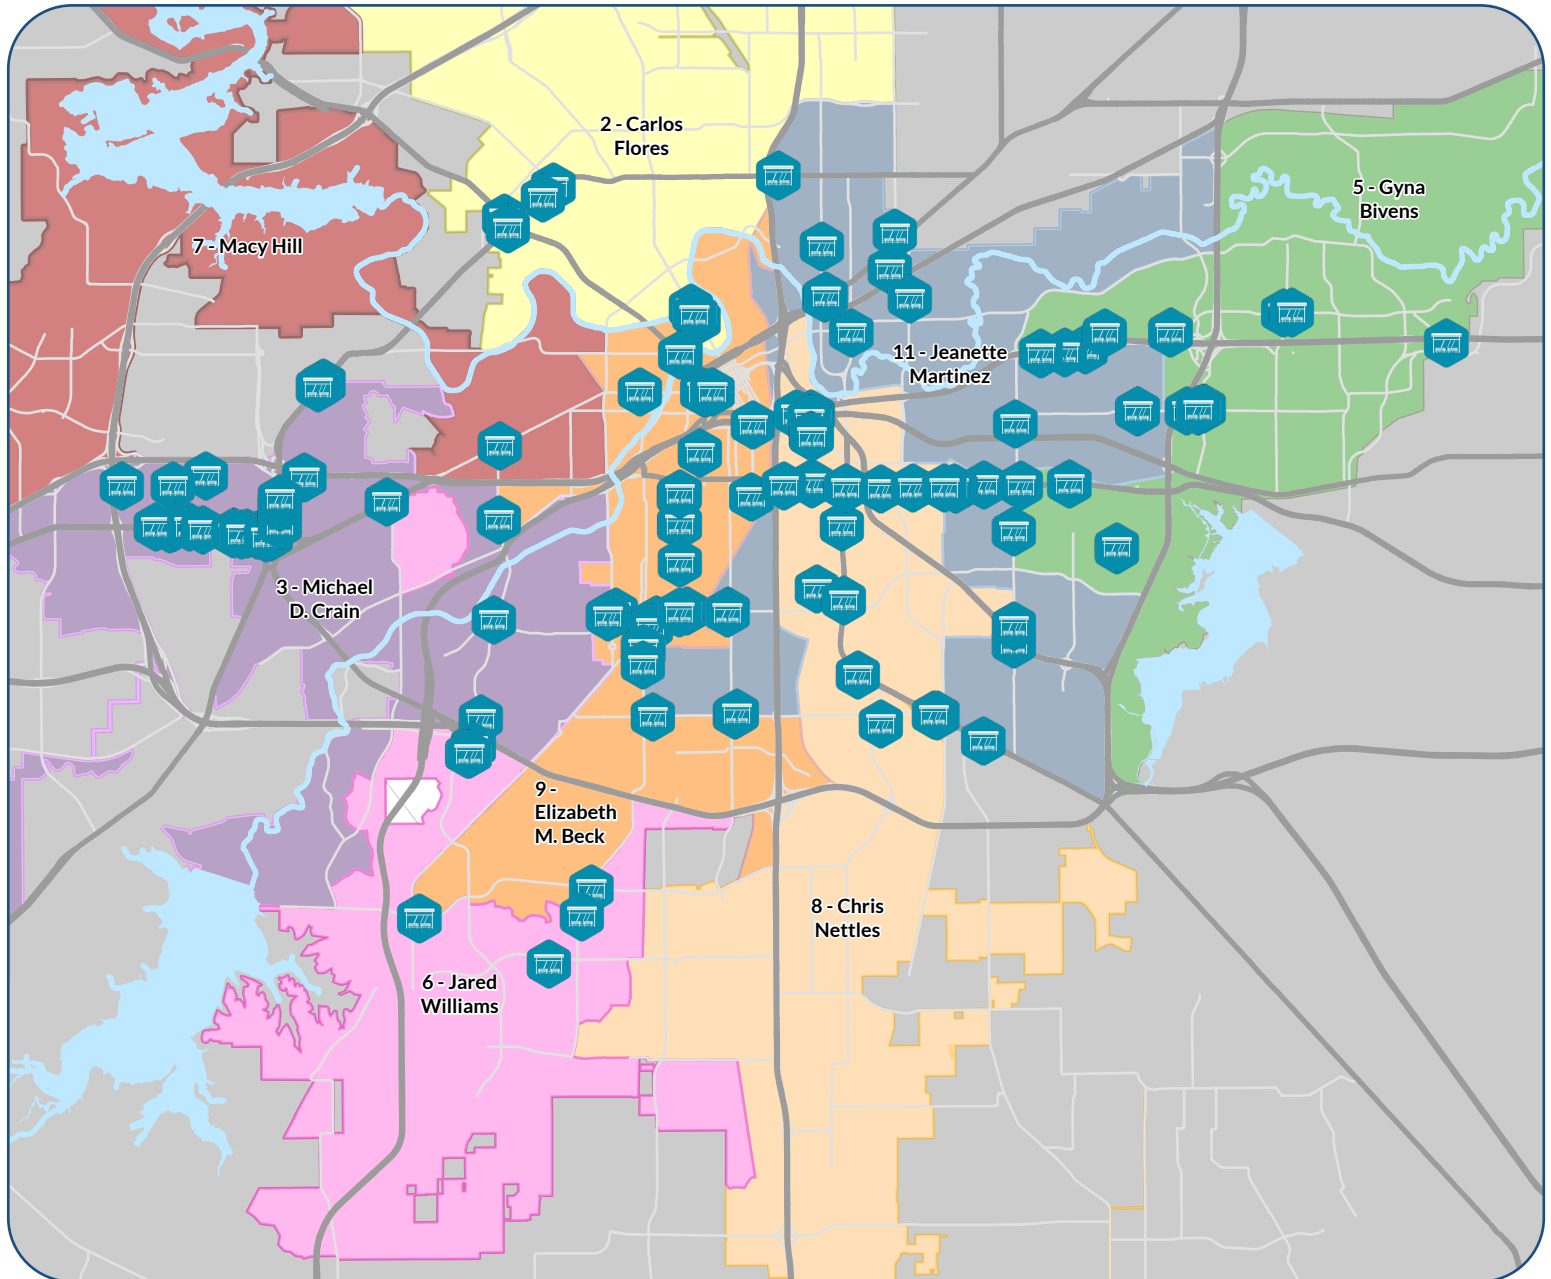 2 - Carlos
Flores
5 - Gyna
Bivens
7 - Macy Hill
11 - Jeanette
Martinez
3 - Michael
D. Crain
9 -
Elizabeth
M. Beck
8 - Chris
Nettles
6 - Jared
Williams